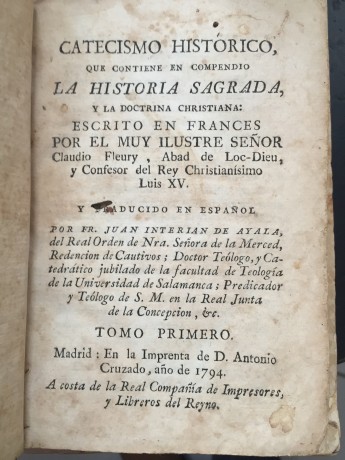 CATECISMO HISTÓRICO,
QUE CONTIENE EN COMPENDIO
LA HISTORIA SAGRADA,
Y LA DOCTRINA CHRISTIANA:
ESCRITO EN FRANCES
POR EL MUY ILUSTRE SEÑOR
Claudio Fleury, Abad de Loc-Dieu,
y Confesor del Rey Christianísimo
Luis XV.
Y TRADUCIDO EN ESPAÑOL
POR FR. JUAN INTERIAN DE AYALA,
del Real Orden de Nra. Señora de la Merced,
Redencion de Cautivos; Doctor Teólogo, y Ca-
tedrático jubilado de la facultad de Teología
de la Universidad de Salamanca; Predicador
y Teólogo de S. M. en la Real Junta
de la Concepcion, &c.
TOMO PRIMERO.
Madrid: En la Imprenta de D. Antonio
Cruzado, año de 1794.
A costa de la Real Compañía de Impresores,
y Libreros del Reyno.